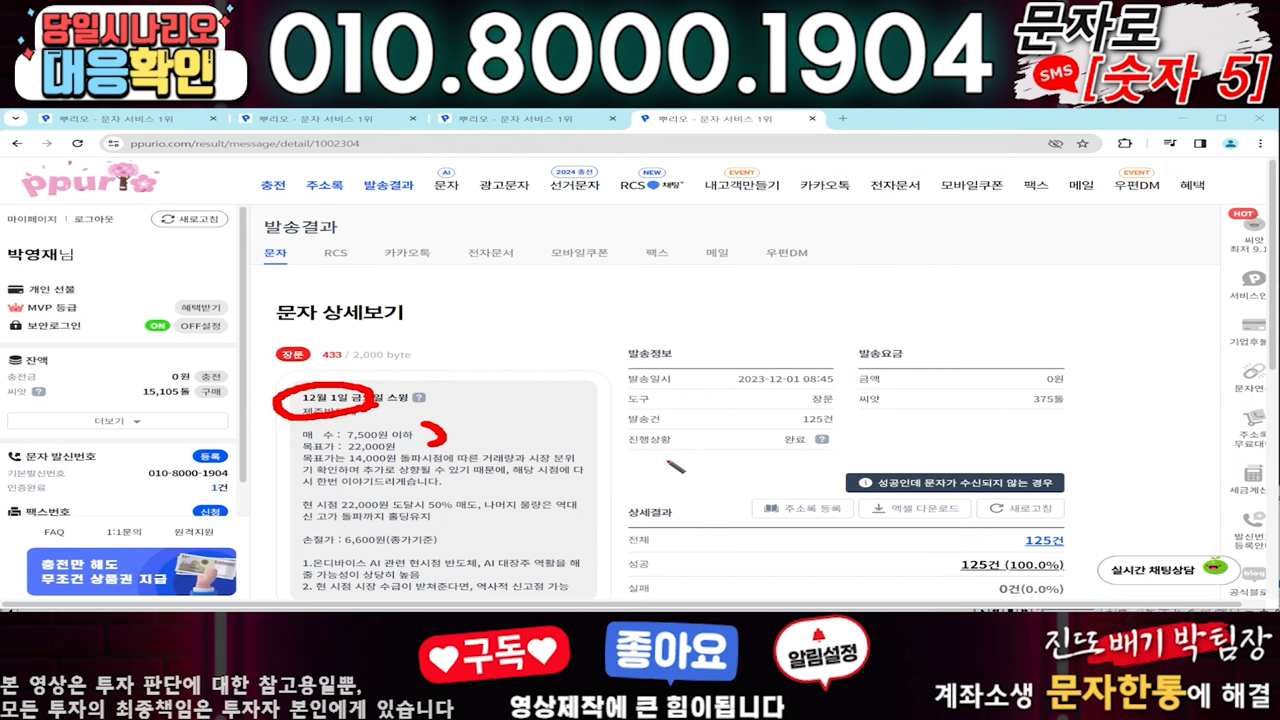 당일시나리오
대응확인
010.8000.1904
문자로
SMS
[숫자 5]
뿌리오 - 문자 서비스 1위
뿌리오 - 문자 서비스 1위
뿌리오 - 문자 서비스 1위
뿌리오 - 문자 서비스 1위
ppurio.com/result/message/detail/1002304
ppurio
충전
주소록
발송결과
AI
문자
광고문자
2024 총선
선거문자
NEW
RCS
채팅+
EVENT
내고객만들기
카카오톡
전자문서
모바일쿠폰
팩스
메일
EVENT
우편DM
혜택
마이페이지 | 로그아웃
새로고침
박영재님
개인 선불
MVP 등급
혜택받기
보안로그인
ON
OFF설정
잔액
충전금
0원
충전
씨앗
15,105톨
구매
더보기
문자 발신번호
등록
기본발신번호
010-8000-1904
인증완료
1건
팩스번호
신청
FAQ
1:1문의
원격지원
충전만 해도
무조건 상품권 지급
발송결과
문자
RCS
카카오톡
전자문서
모바일쿠폰
팩스
메일
우편DM
문자 상세보기
장문
433 / 2,000 byte
12월 1일 금요일 스윙
매 수 : 7,500원 이하
목표가 : 22,000원
목표가는 14,000원 돌파시점에 따른 거래량과 시장 분위
기 확인하며 추가로 상향될 수 있기 때문에, 해당 시점에 다
시 한번 이야기드리게습니다.
현 시점 22,000원 도달시 50% 매도, 나머지 물량은 역대
신 고가 돌파까지 홀딩유지
손절가 : 6,600원(종가기준)
1.온디바이스 AI 관련 현시점 반도체, AI 대장주 역활을 해
줄 가능성이 상당히 높음
2. 현 시점 시장 수급이 받쳐준다면, 역사적 신고점 가능
발송정보
발송일시
2023-12-01 08:45
도구
장문
발송건
125건
진행상황
완료
발송요금
금액
0원
씨앗
375톨
성공인데 문자가 수신되지 않는 경우
상세결과
주소록 등록
엑셀 다운로드
새로고침
전체
125건
성공
125건 (100.0%)
실패
0건(0.0%)
HOT
씨앗
최저 9.
서비스인
기업후불
문자연
주소록
무료대
세금계산
발신번
등록안
blog
공식블로
실시간 채팅상담
구독
좋아요
알림설정
영상제작에 큰 힘이됩니다
본 영상은 투자 판단에 대한 참고용일뿐,
모든 투자의 최종책임은 투자자 본인에게 있습니다
진또배기 박팀장
계좌소생 문자한통에 해결